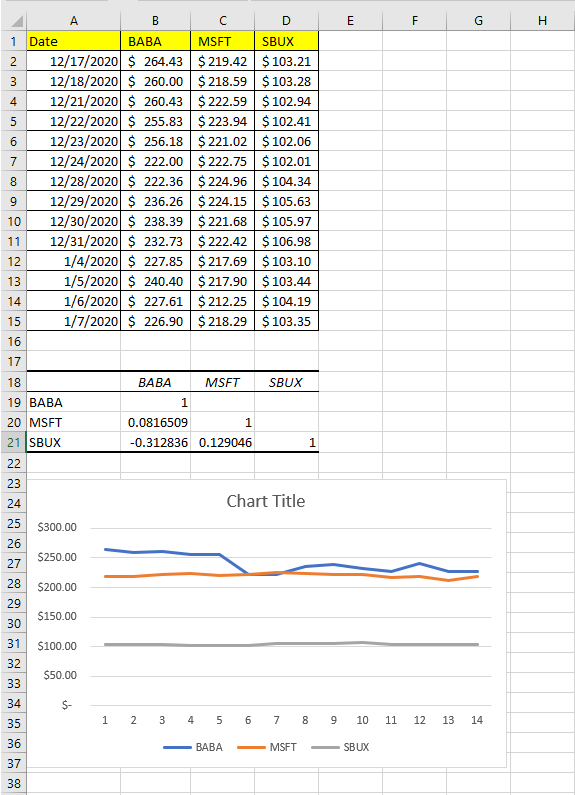 A B C D E F G H
1 Date BABA MSFT SBUX
2 12/17/2020 $ 264.43 $ 219.42 $ 103.21
3 12/18/2020 $ 260.00 $ 218.59 $ 103.28
4 12/21/2020 $ 260.43 $ 222.59 $ 102.94
5 12/22/2020 $ 255.83 $ 223.94 $ 102.41
6 12/23/2020 $ 256.18 $ 221.02 $ 102.06
7 12/24/2020 $ 222.00 $ 222.75 $ 102.01
8 12/28/2020 $ 222.36 $ 224.96 $ 104.34
9 12/29/2020 $ 236.26 $ 224.15 $ 105.63
10 12/30/2020 $ 238.39 $ 221.68 $ 105.97
11 12/31/2020 $ 232.73 $ 222.42 $ 106.98
12 1/4/2020 $ 227.85 $ 217.69 $ 103.10
13 1/5/2020 $ 240.40 $ 217.90 $ 103.44
14 1/6/2020 $ 227.61 $ 212.25 $ 104.19
15 1/7/2020 $ 226.90 $ 218.29 $ 103.35
16
17
18 BABA MSFT SBUX
19 BABA 1
20 MSFT 0.0816509 1
21 SBUX -0.312836 0.129046 1
22
23
24 Chart Title
25 $300.00
26
27 $250.00
28 $200.00
29
30 $150.00
31 $100.00
32
33 $50.00
34 $-
35 1 2 3 4 5 6 7 8 9 10 11 12 13 14
36 BABA MSFT SBUX
37
38